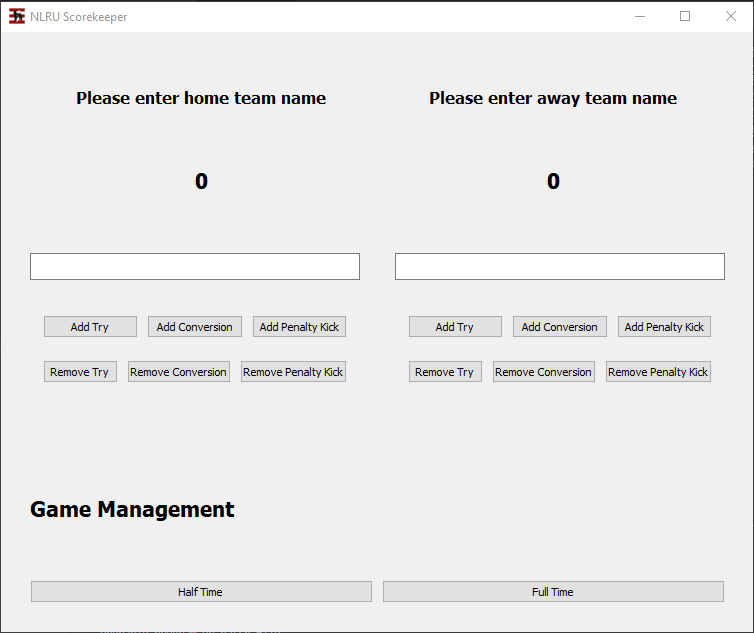 NLRU Scorekeeper
Please enter home team name
Please enter away team name
0
0
Add Try
Add Conversion
Add Penalty Kick
Add Try
Add Conversion
Add Penalty Kick
Remove Try
Remove Conversion
Remove Penalty Kick
Remove Try
Remove Conversion
Remove Penalty Kick
Game Management
Half Time
Full Time